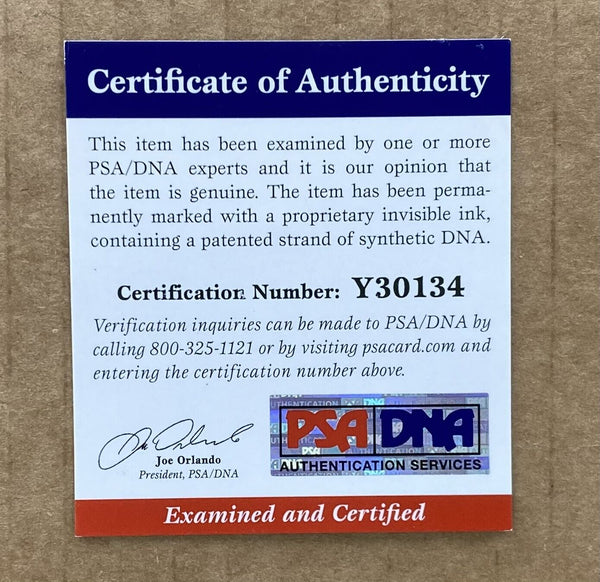 Certificate of Authenticity
This item has been examined by one or more
PSA/DNA experts and it is our opinion that
the item is genuine. The item has been perma-
nently marked with a proprietary invisible ink,
containing a patented strand of synthetic DNA.
Certification Number: Y30134
Verification inquiries can be made to PSA/DNA by
calling 800-325-1121 or by visiting psacard.com and
entering the certification number above.
Joe Orlando
President, PSA/DNA
PSA DNA
AUTHENTICATION SERVICES
Examined and Certified